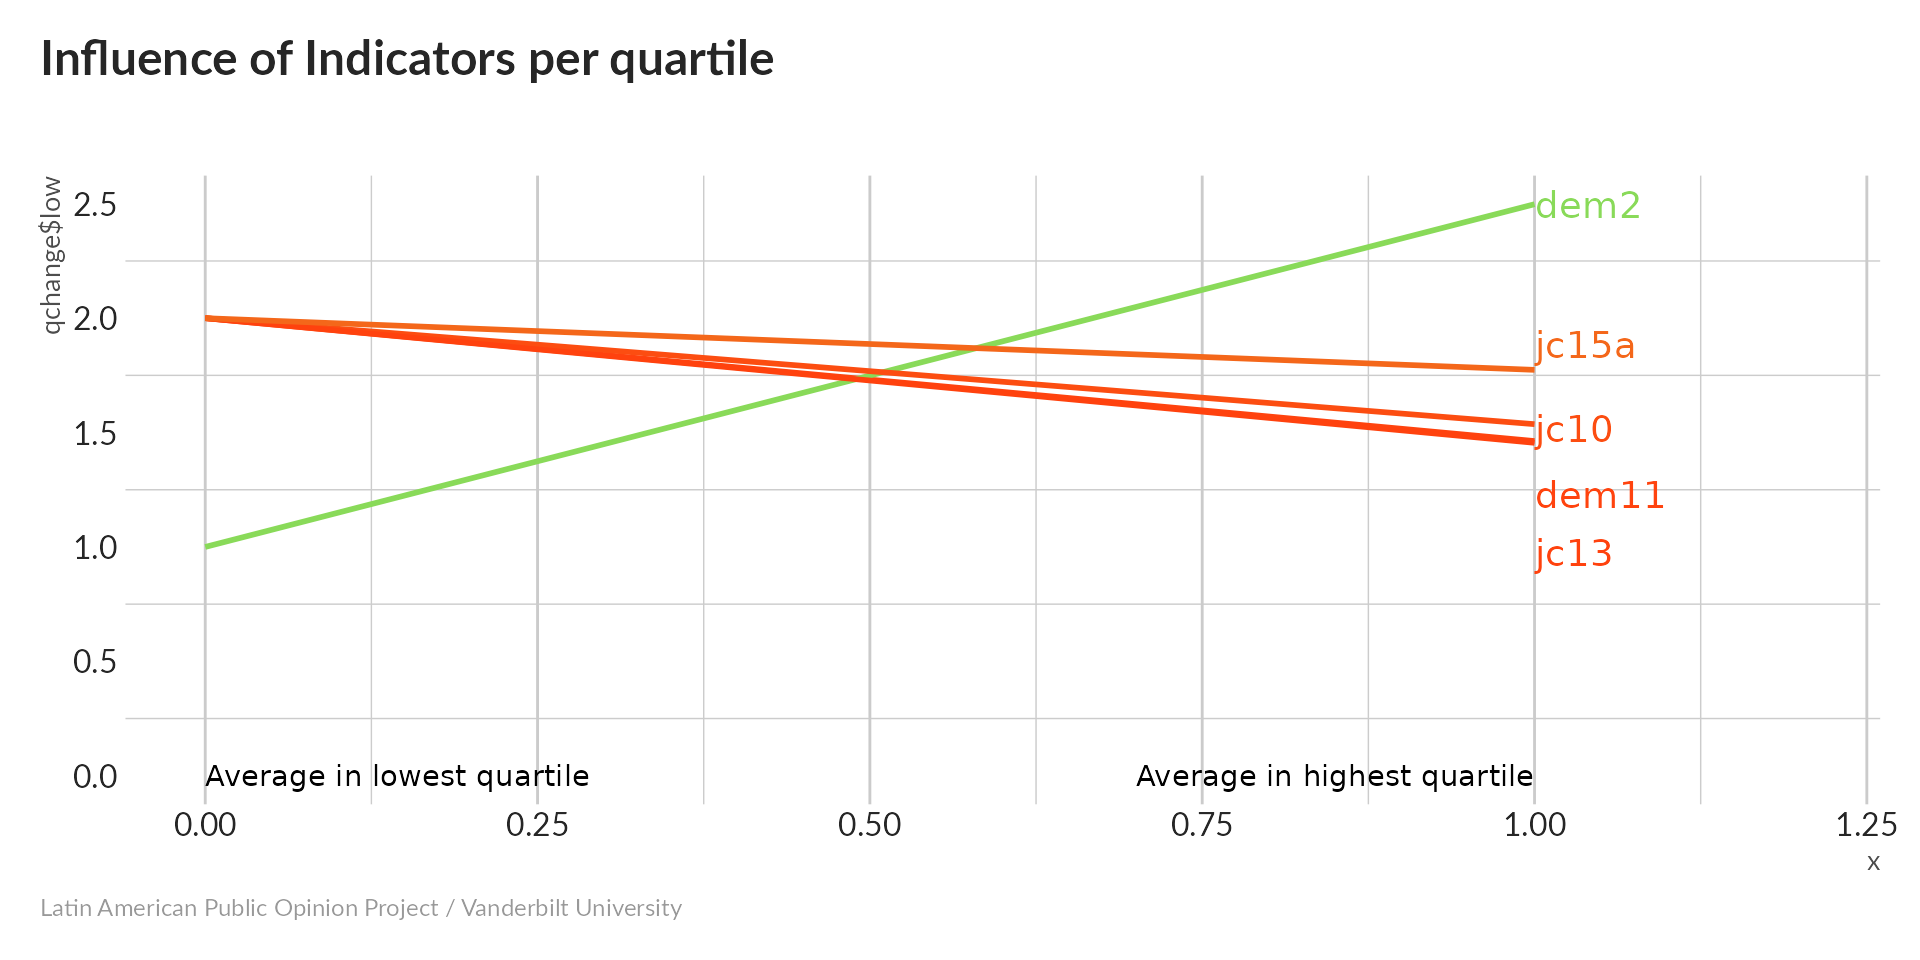 Influence of Indicators per quartile
qchange$low
2.5
2.0
1.5
1.0
0.5
0.0
dem2
jc15a
jc10
dem11
jc13
Average in lowest quartile
Average in highest quartile
0.00
0.25
0.50
0.75
1.00
1.25
x
Latin American Public Opinion Project / Vanderbilt University